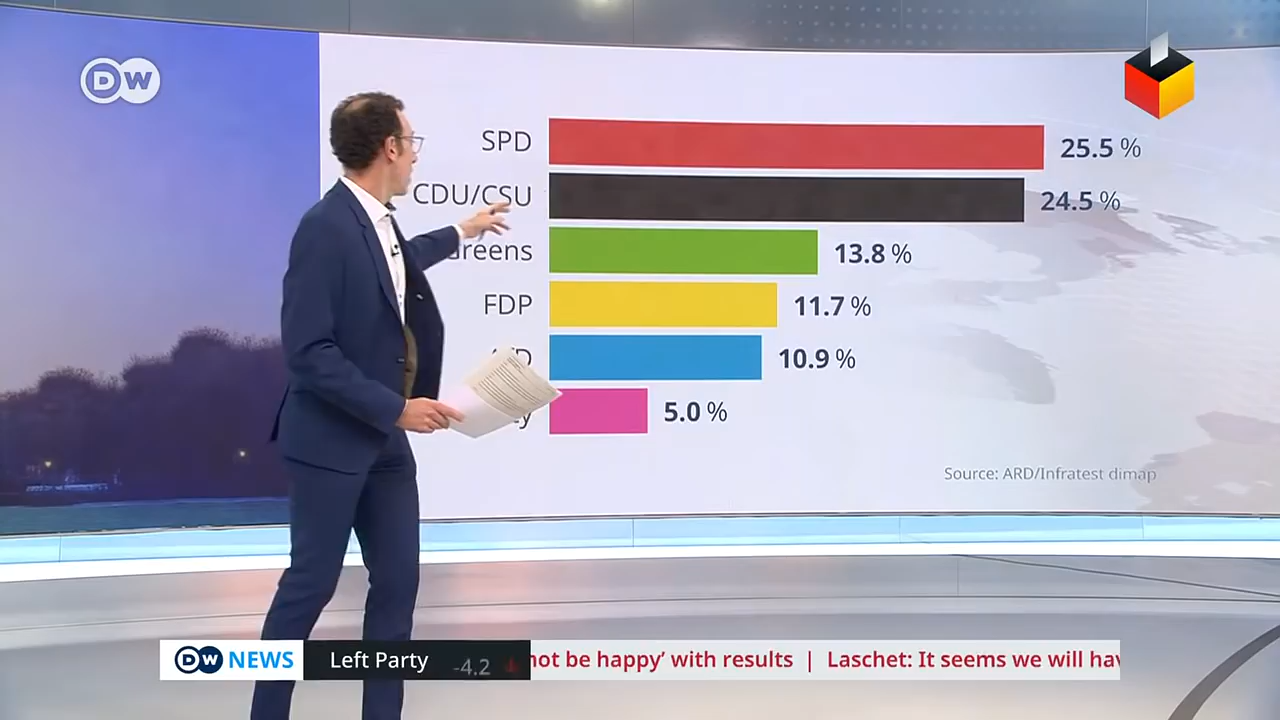 DW
SPD 25.5 %
CDU/CSU 24.5 %
Greens 13.8 %
FDP 11.7 %
10.9 %
5.0 %
Source: ARD/Infratest dimap
DW NEWS Left Party -4.2 not be happy’ with results | Laschet: It seems we will hav